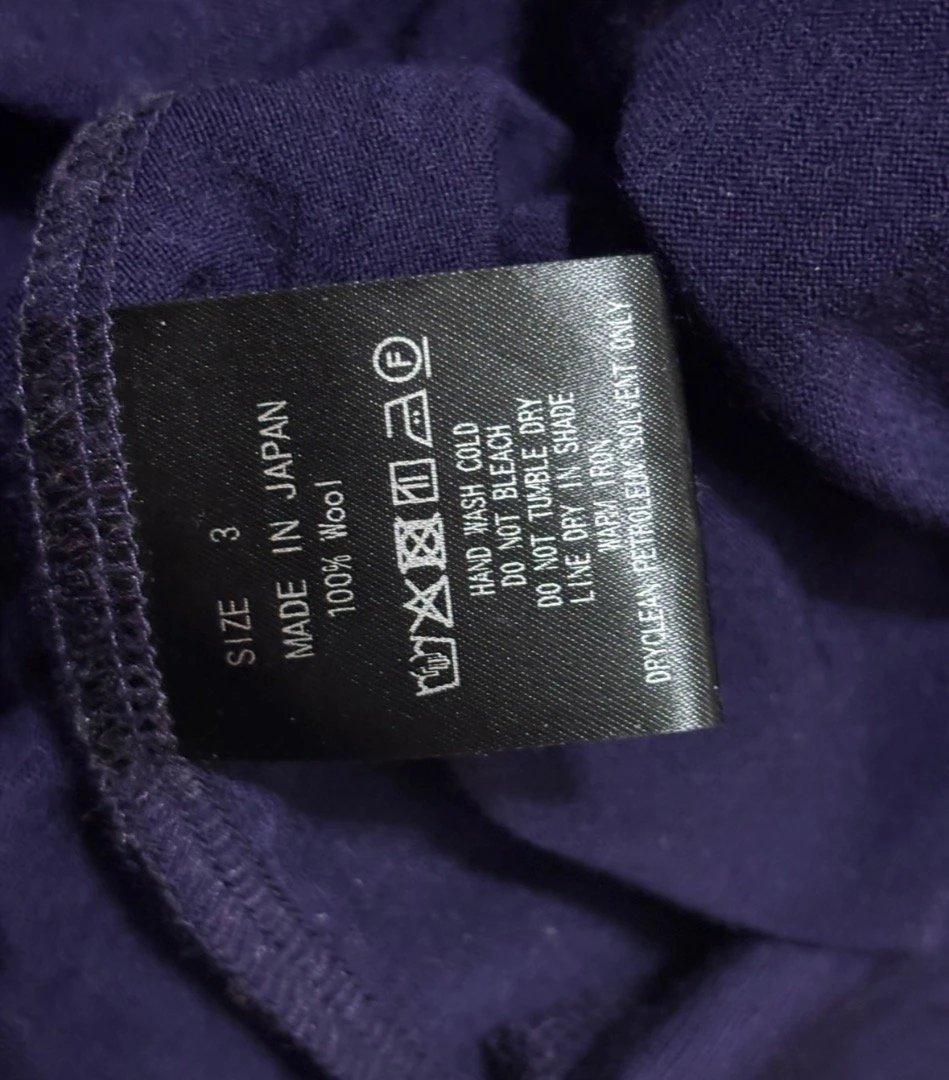 SIZE 3
MADE IN JAPAN
100% Wool
F
HAND WASH COLD
DO NOT BLEACH
DO NOT TUMBLE DRY
LINE DRY IN SHADE
WARM IRON
DRYCLEAN,PETROLEUM SOLVENT ONLY